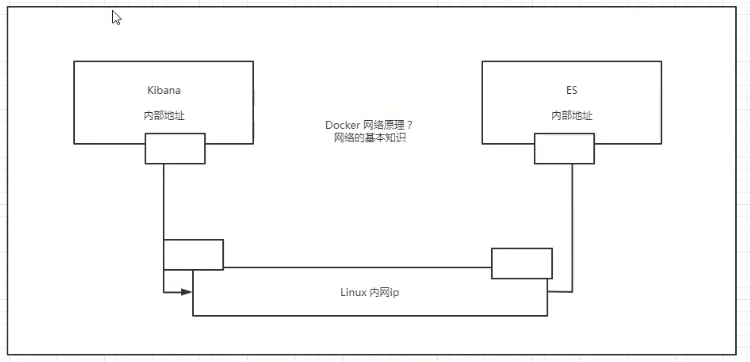 Kibana
内部地址
Docker 网络原理？
网络的基本知识
ES
内部地址
Linux 内网ip